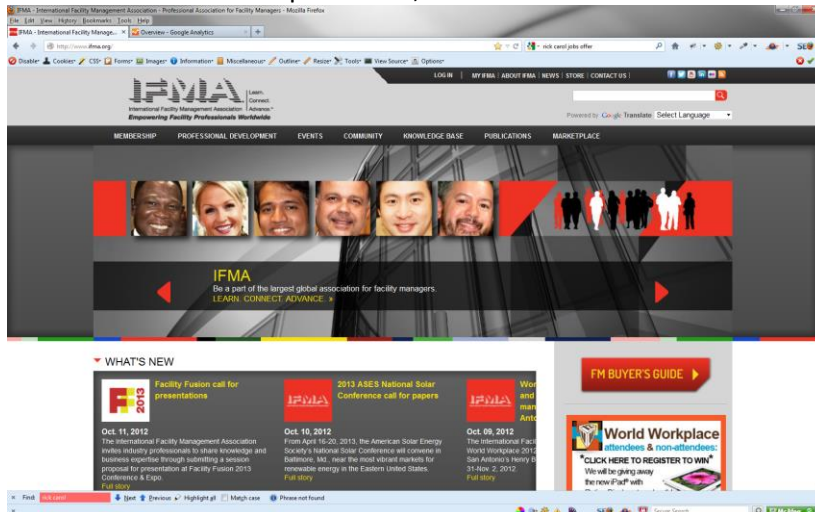 IFMA - International Facility Management Association - Professional Association for Facility Managers - Mozilla Firefox
File Edit View History Bookmarks Tools Help
IFMA - International Facility Manage... × Overview - Google Analytics × +
http://www.ifma.org/ rick carol jobs offer
Disable Cookies CSS Forms Images Information Miscellaneous Outline Resize Tools View Source Options
LOG IN | MY IFMA | ABOUT IFMA | NEWS | STORE | CONTACT US |
IFMA Learn. Connect. Advance.™
International Facility Management Association
Empowering Facility Professionals Worldwide
Powered by Google Translate Select Language
MEMBERSHIP PROFESSIONAL DEVELOPMENT EVENTS COMMUNITY KNOWLEDGE BASE PUBLICATIONS MARKETPLACE
IFMA
Be a part of the largest global association for facility managers.
LEARN. CONNECT. ADVANCE. »
WHAT'S NEW
2013
Facility Fusion call for
presentations
Oct. 11, 2012
The International Facility Management Association
invites industry professionals to share knowledge and
business expertise through submitting a session
proposal for presentation at Facility Fusion 2013
Conference & Expo.
Full story
IFMA
2013 ASES National Solar
Conference call for papers
Oct. 10, 2012
From April 16-20, 2013, the American Solar Energy
Society's National Solar Conference will convene in
Baltimore, Md., near the most vibrant markets for
renewable energy in the Eastern United States.
Full story
IFMA
Wor
and
man
Anto
Oct. 09, 2012
The International Facil
World Workplace 2012
San Antonio's Henry B
31-Nov. 2, 2012.
Full story
FM BUYER'S GUIDE
World Workplace
attendees & non-attendees:
*CLICK HERE TO REGISTER TO WIN*
We will be giving away
the new iPad® with
× Find: rick carol Next Previous Highlight all Match case Phrase not found